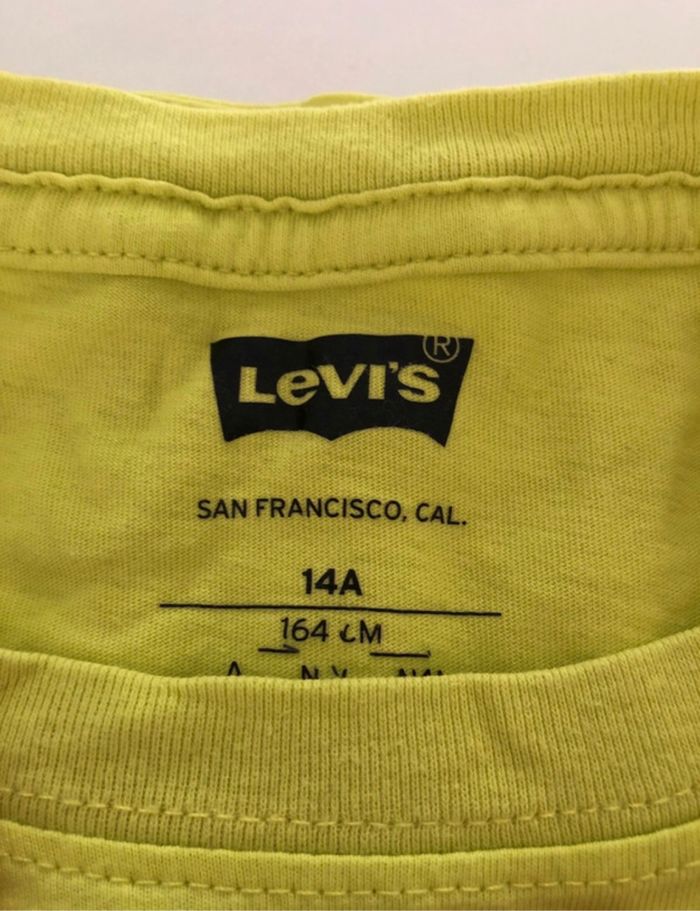 LEVI'S ®
SAN FRANCISCO, CAL.
14A
164 CM